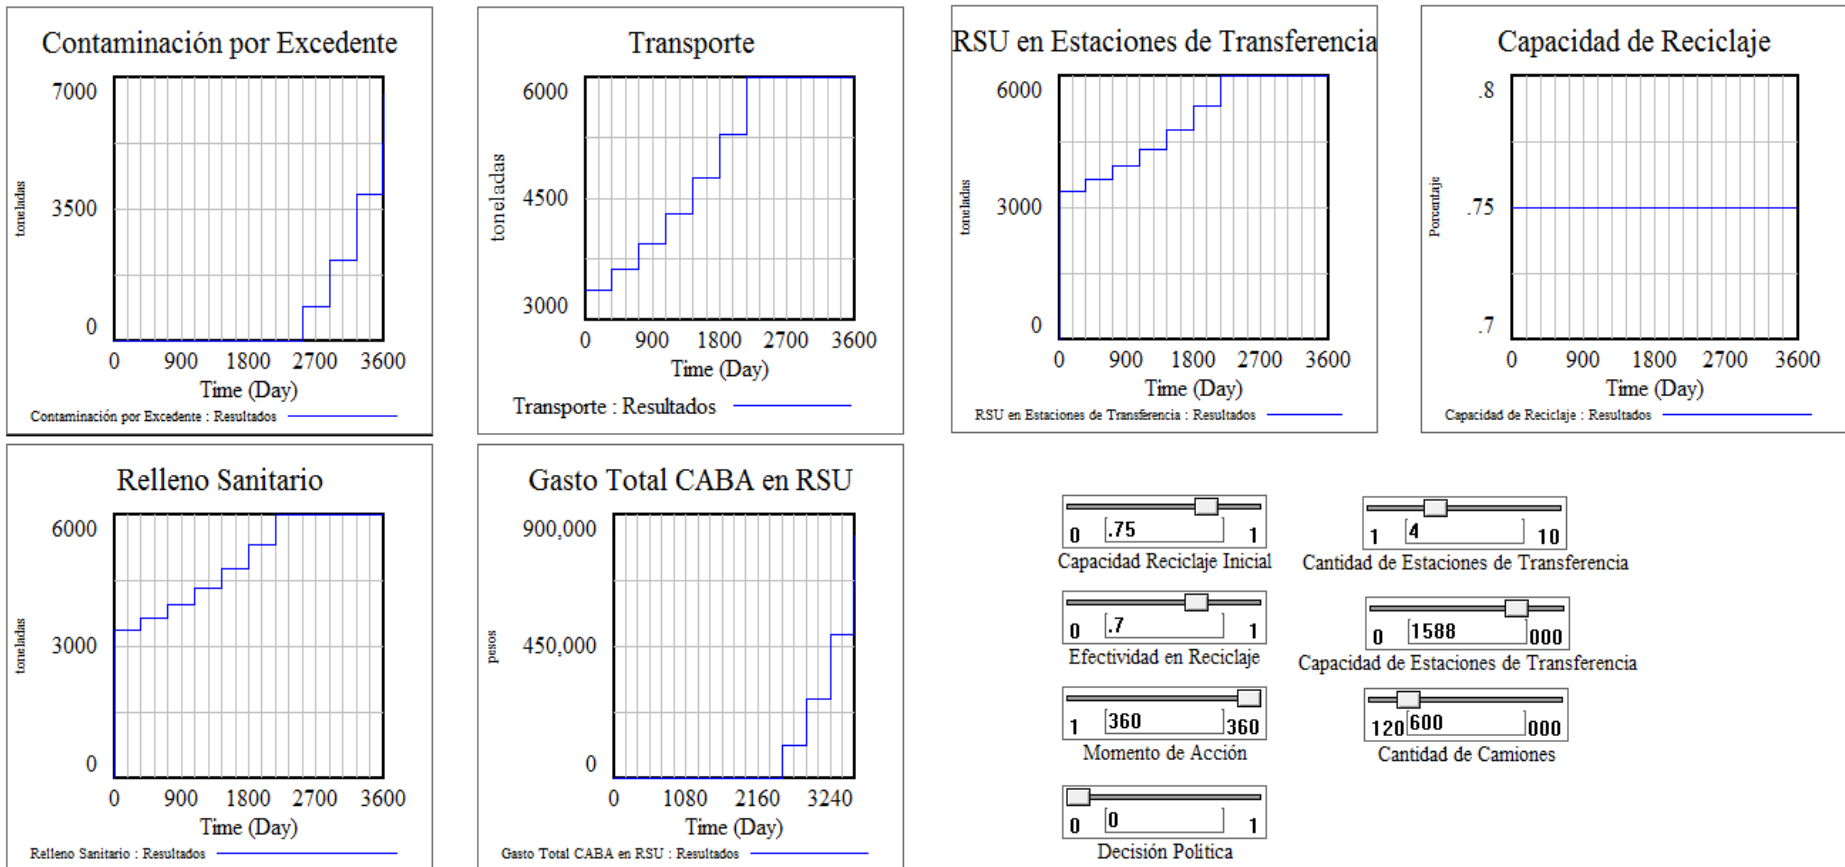 Contaminación por Excedente
7000
3500
0
toneladas
0 900 1800 2700 3600
Time (Day)
Contaminación por Excedente : Resultados
Transporte
6000
4500
3000
toneladas
0 900 1800 2700 3600
Time (Day)
Transporte : Resultados
RSU en Estaciones de Transferencia
6000
3000
0
toneladas
0 900 1800 2700 3600
Time (Day)
RSU en Estaciones de Transferencia : Resultados
Capacidad de Reciclaje
.8
.75
.7
Porcentaje
0 900 1800 2700 3600
Time (Day)
Capacidad de Reciclaje : Resultados
Relleno Sanitario
6000
3000
0
toneladas
0 900 1800 2700 3600
Time (Day)
Relleno Sanitario : Resultados
Gasto Total CABA en RSU
900,000
450,000
0
pesos
0 1080 2160 3240
Time (Day)
Gasto Total CABA en RSU : Resultados
0 .75 1
Capacidad Reciclaje Inicial
0 .7 1
Efectividad en Reciclaje
1 360 360
Momento de Acción
0 0 1
Decisión Política
1 4 10
Cantidad de Estaciones de Transferencia
0 1588 000
Capacidad de Estaciones de Transferencia
120 600 000
Cantidad de Camiones